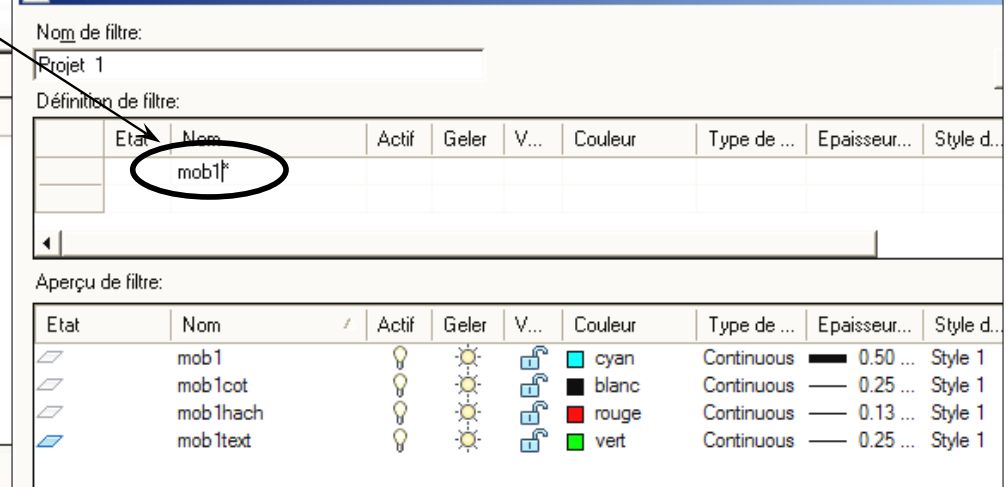 Nom de filtre:
Projet 1
Définition de filtre:
Etat Nom Actif Geler V... Couleur Type de ... Epaisseur... Style d...
mob1*
Aperçu de filtre:
Etat Nom Actif Geler V... Couleur Type de ... Epaisseur... Style d...
mob1 cyan Continuous 0.50 ... Style 1
mob1cot blanc Continuous 0.25 ... Style 1
mob1hach rouge Continuous 0.13 ... Style 1
mob1text vert Continuous 0.25 ... Style 1